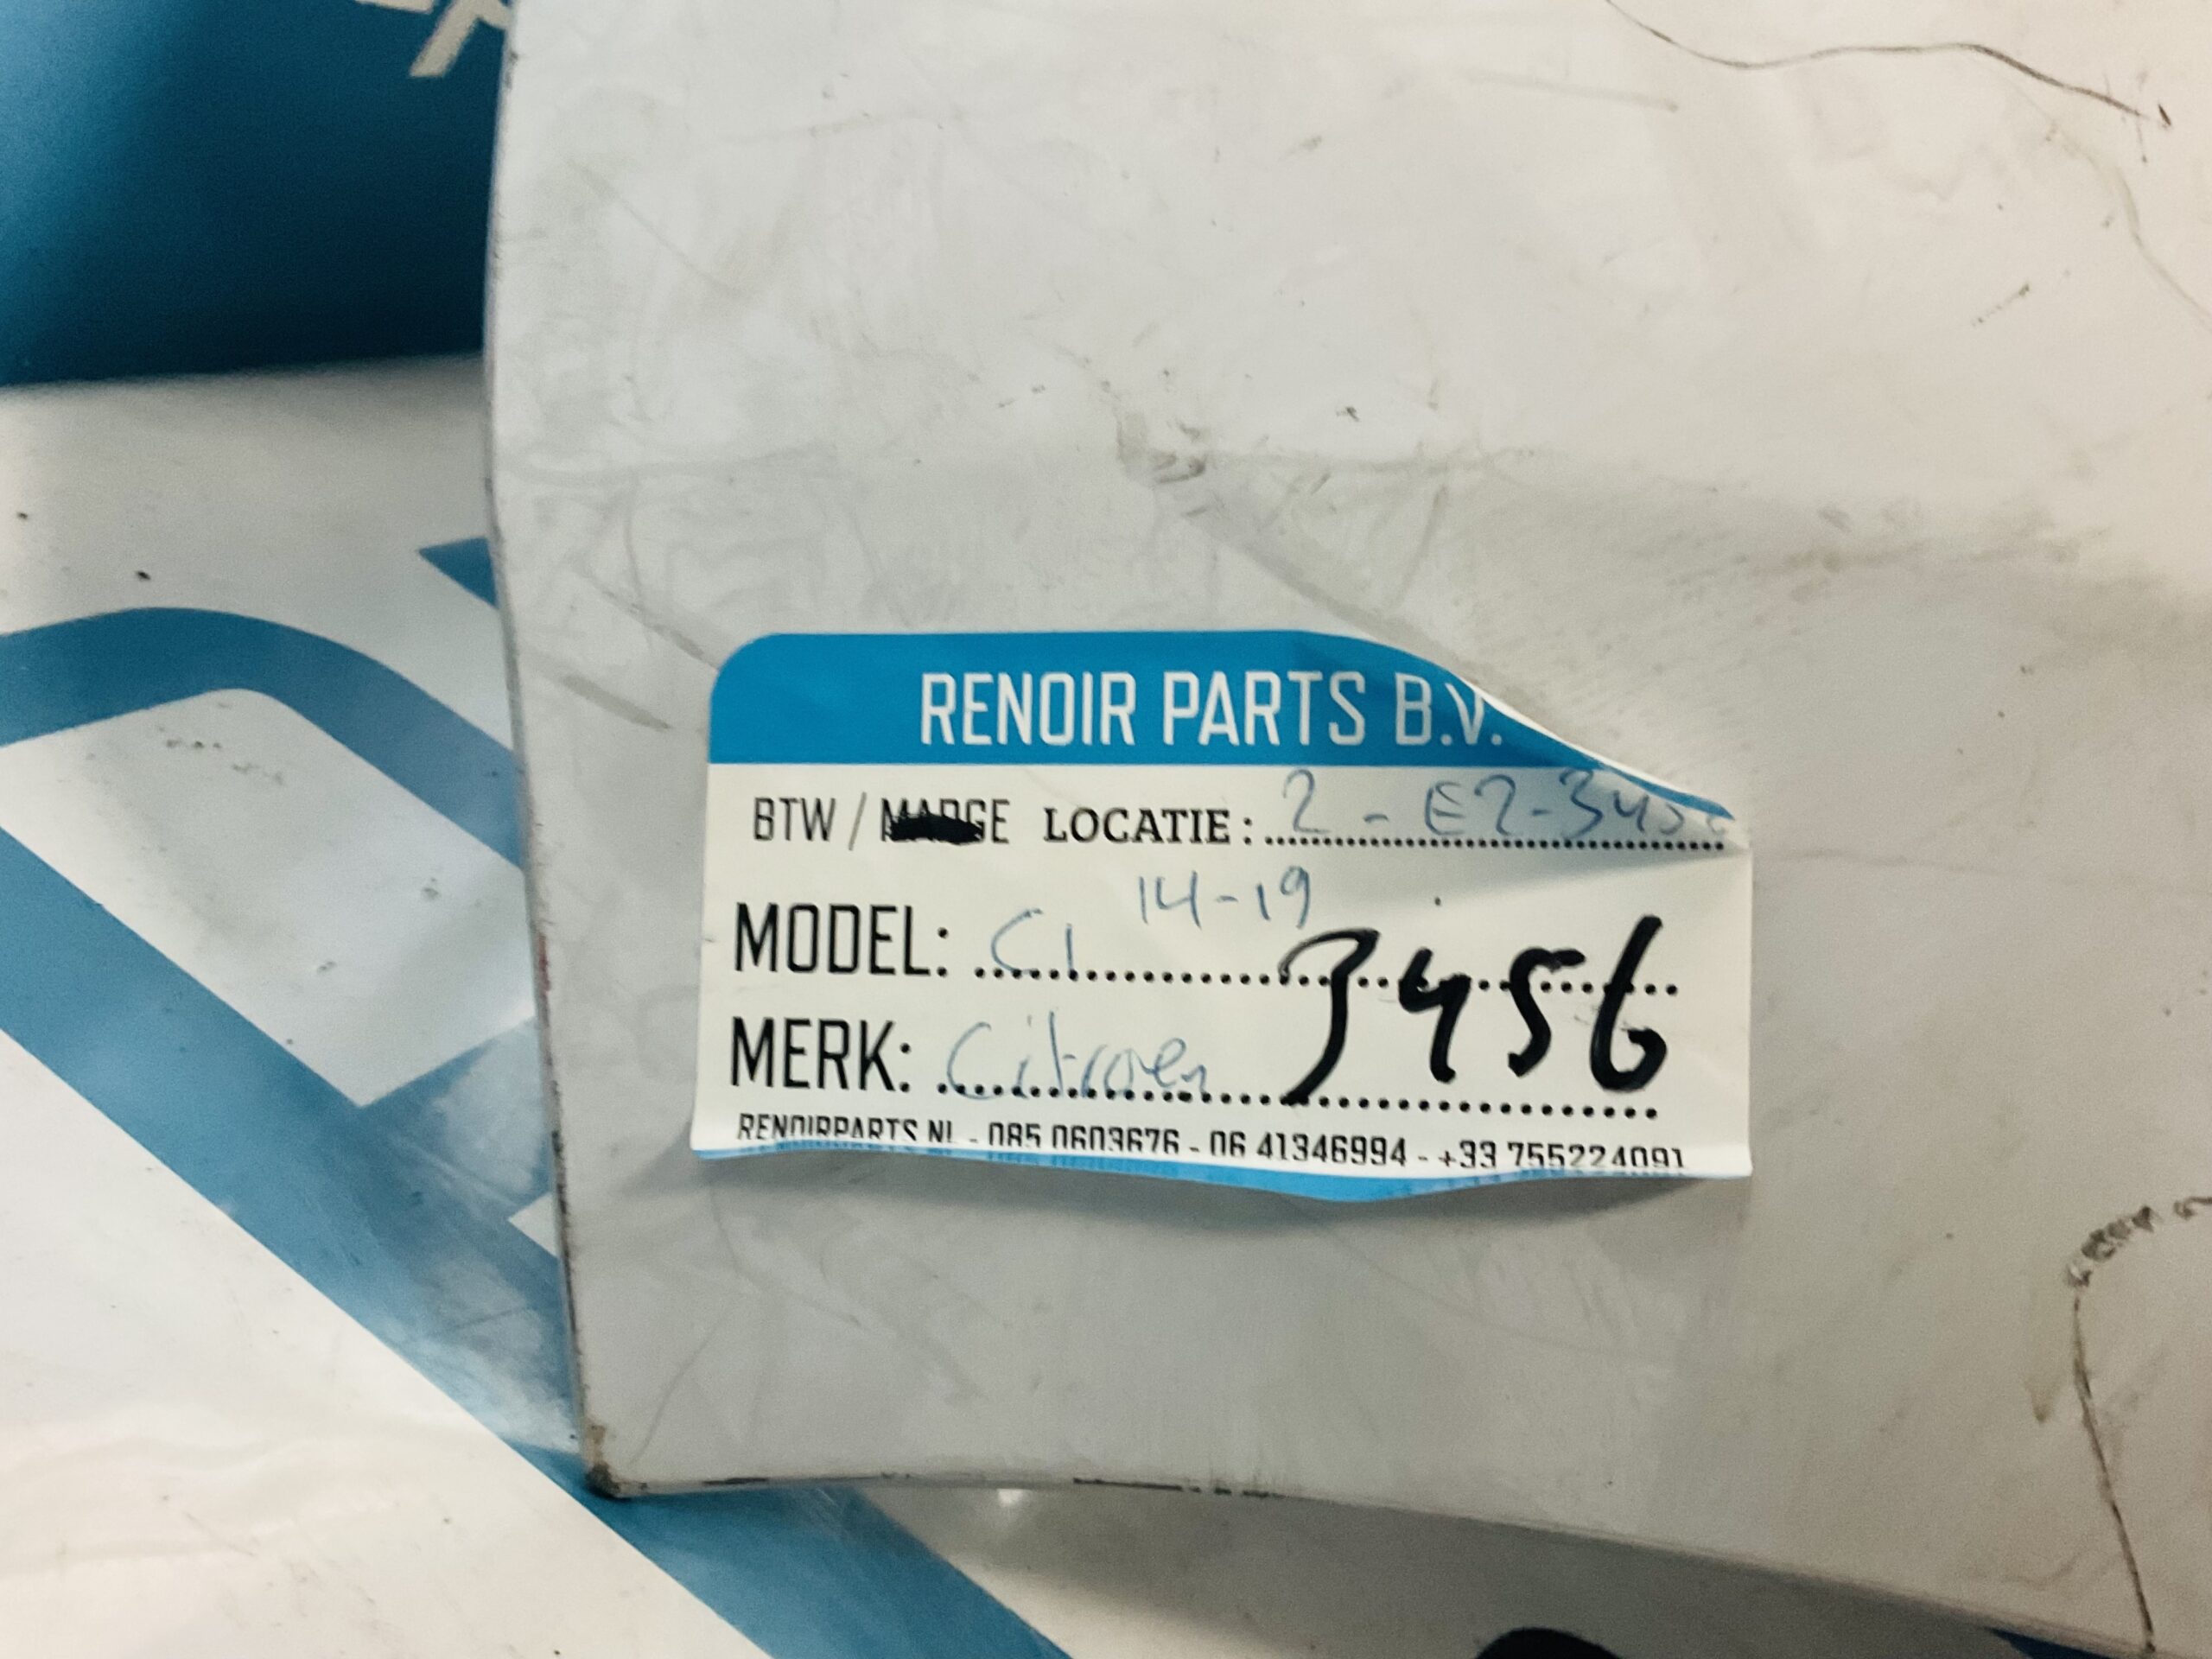 RENOIR PARTS B.V.
BTW / MARGE LOCATIE: 2 - E2-3456
14-19
MODEL: C1
3456
MERK: Citroen
RENOIRPARTS.NL - 085 0603676 - 06 41346994 - +33 755224091